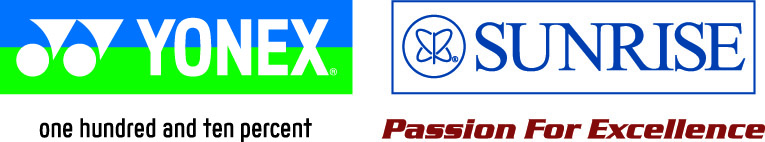 YONEX®
one hundred and ten percent
® SUNRISE
Passion For Excellence